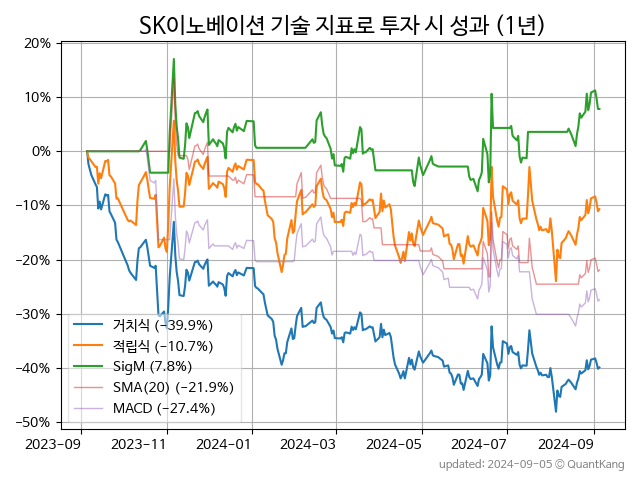 SK이노베이션 기술 지표로 투자 시 성과 (1년)
20%
10%
0%
−10%
−20%
−30%
−40%
−50%
거치식 (−39.9%)
적립식 (−10.7%)
SigM (7.8%)
SMA(20) (−21.9%)
MACD (−27.4%)
2023-09
2023-11
2024-01
2024-03
2024-05
2024-07
2024-09
updated: 2024-09-05 © QuantKang